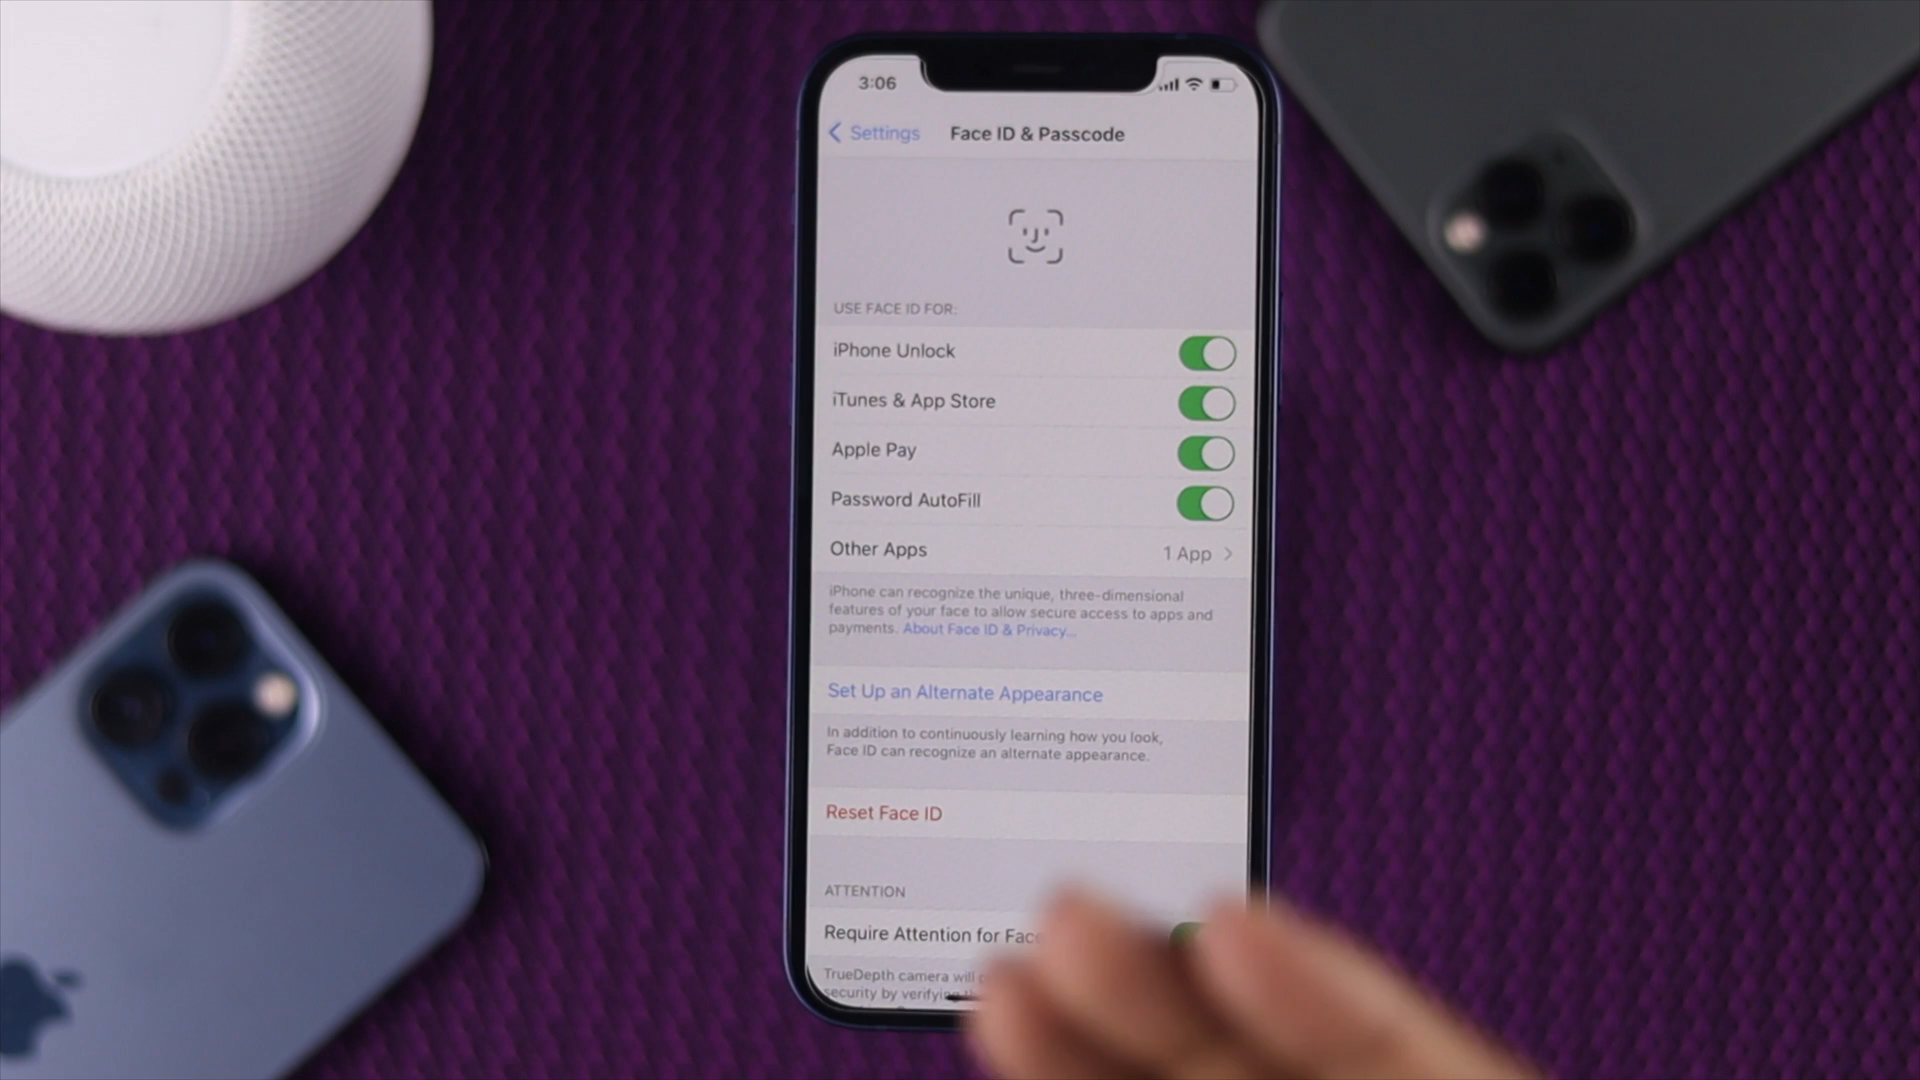 3:06
Settings
Face ID & Passcode
USE FACE ID FOR:
iPhone Unlock
iTunes & App Store
Apple Pay
Password AutoFill
Other Apps
1 App
iPhone can recognize the unique, three-dimensional
features of your face to allow secure access to apps and
payments. About Face ID & Privacy...
Set Up an Alternate Appearance
In addition to continuously learning how you look,
Face ID can recognize an alternate appearance.
Reset Face ID
ATTENTION
Require Attention for Face
TrueDepth camera will
security by verifying